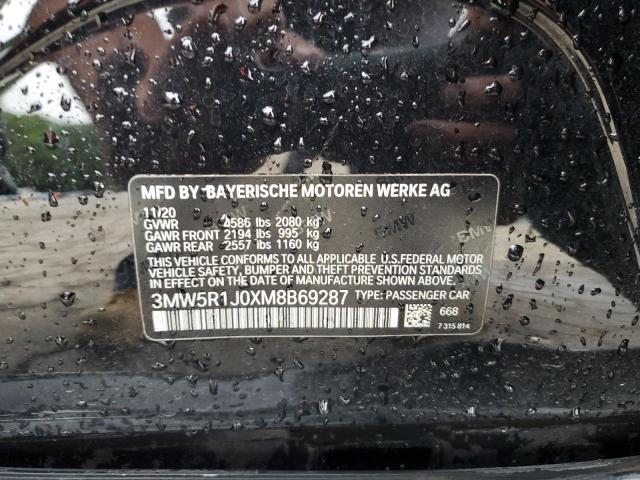 MFD BY BAYERISCHE MOTOREN WERKE AG
11/20
GVWR 4586 lbs 2080 kg
GAWR FRONT 2194 lbs 995 kg
GAWR REAR 2557 lbs 1160 kg
THIS VEHICLE CONFORMS TO ALL APPLICABLE U.S.FEDERAL MOTOR
VEHICLE SAFETY, BUMPER AND THEFT PREVENTION STANDARDS
IN EFFECT ON THE DATE OF MANUFACTURE SHOWN ABOVE.
3MW5R1J0XM8B69287 TYPE: PASSENGER CAR
668
7 315 814
BMW
BMW
BMW